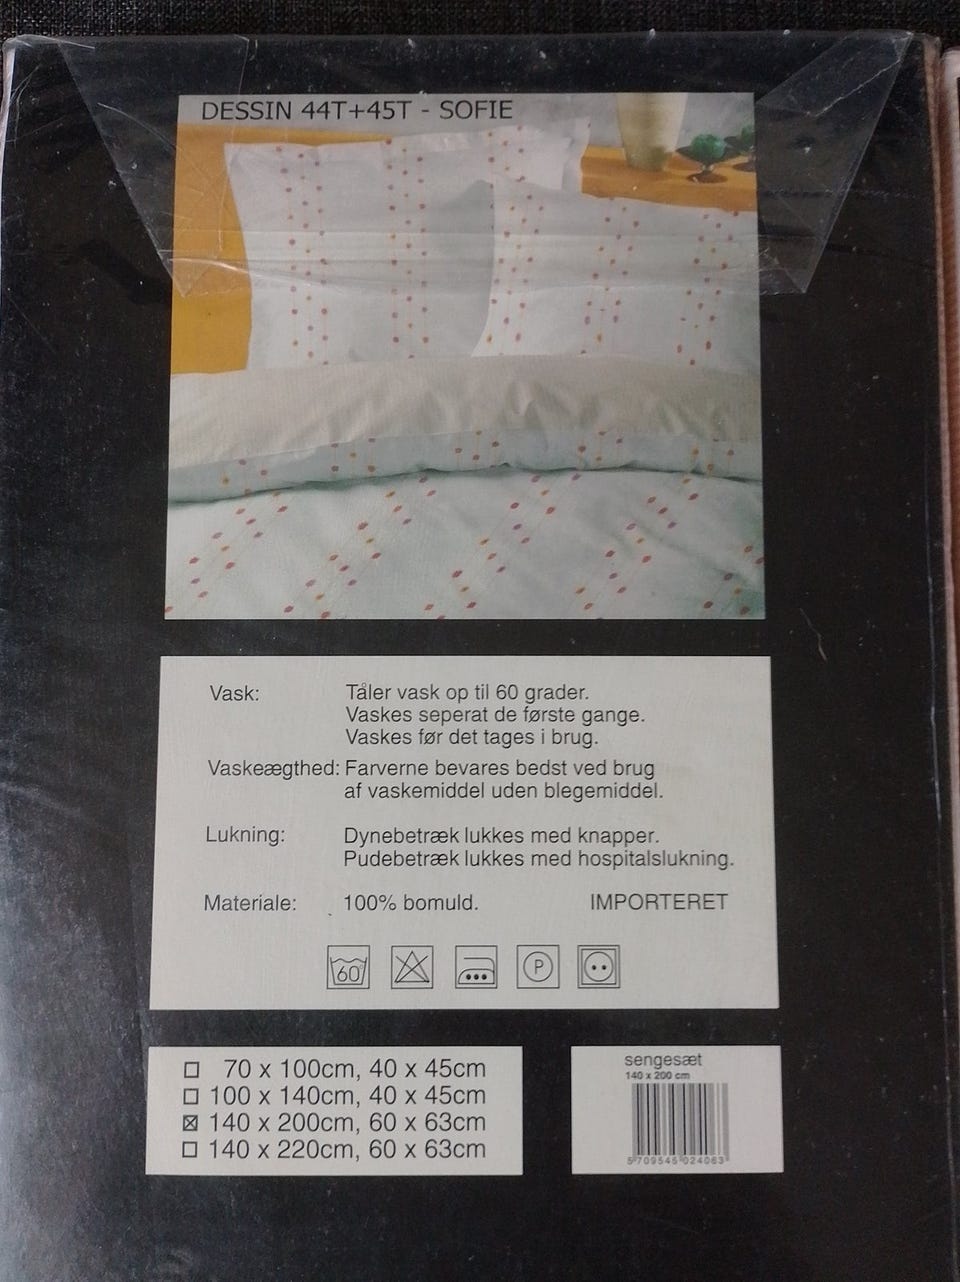 DESSIN 44T+45T - SOFIE
Vask: Tåler vask op til 60 grader.
Vaskes seperat de første gange.
Vaskes før det tages i brug.
Vaskeægthed: Farverne bevares bedst ved brug
af vaskemiddel uden blegemiddel.
Lukning: Dynebetræk lukkes med knapper.
Pudebetræk lukkes med hospitalslukning.
Materiale: 100% bomuld. IMPORTERET
60° P
70 x 100cm, 40 x 45cm
100 x 140cm, 40 x 45cm
140 x 200cm, 60 x 63cm
140 x 220cm, 60 x 63cm
sengesæt
140 x 200 cm
5 709545 024063